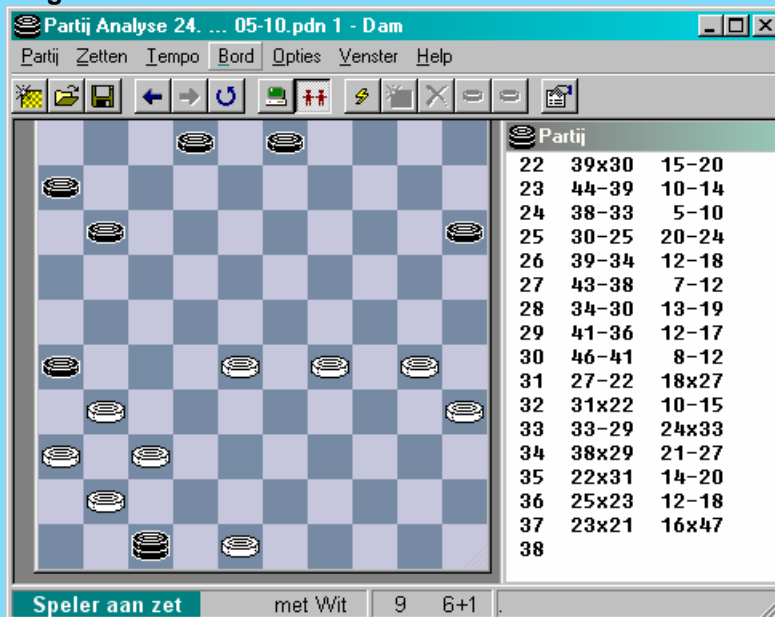 Partij Analyse 24. ... 05-10.pdn 1 - Dam
Partij Zetten Tempo Bord Opties Venster Help
Partij
22 39x30 15-20
23 44-39 10-14
24 38-33 5-10
25 30-25 20-24
26 39-34 12-18
27 43-38 7-12
28 34-30 13-19
29 41-36 12-17
30 46-41 8-12
31 27-22 18x27
32 31x22 10-15
33 33-29 24x33
34 38x29 21-27
35 22x31 14-20
36 25x23 12-18
37 23x21 16x47
38
Speler aan zet met Wit 9 6+1 .